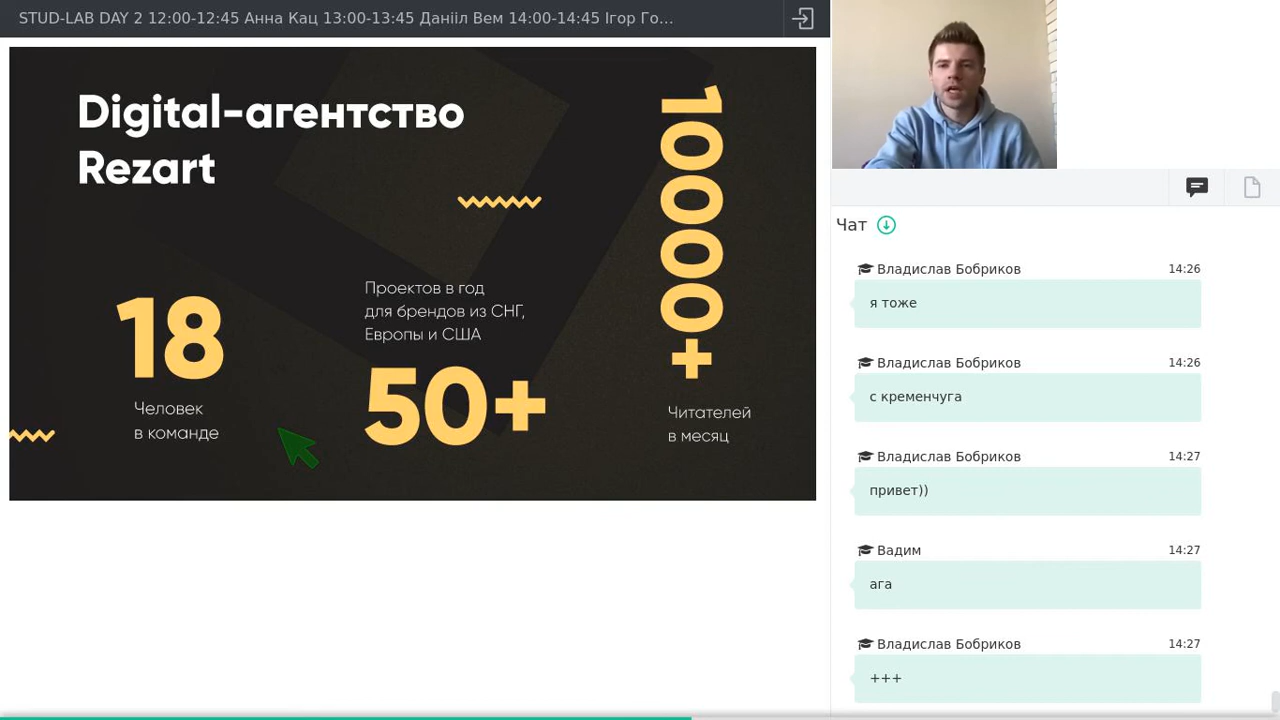 STUD-LAB DAY 2 12:00-12:45 Анна Кац 13:00-13:45 Данііл Вем 14:00-14:45 Ігор Го...
Digital-агентство
Rezart
18
Человек
в команде
Проектов в год
для брендов из СНГ,
Европы и США
50+
10000+
Читателей
в месяц
Чат
Владислав Бобриков 14:26
я тоже
Владислав Бобриков 14:26
с кременчуга
Владислав Бобриков 14:27
привет))
Вадим 14:27
ага
Владислав Бобриков 14:27
+++